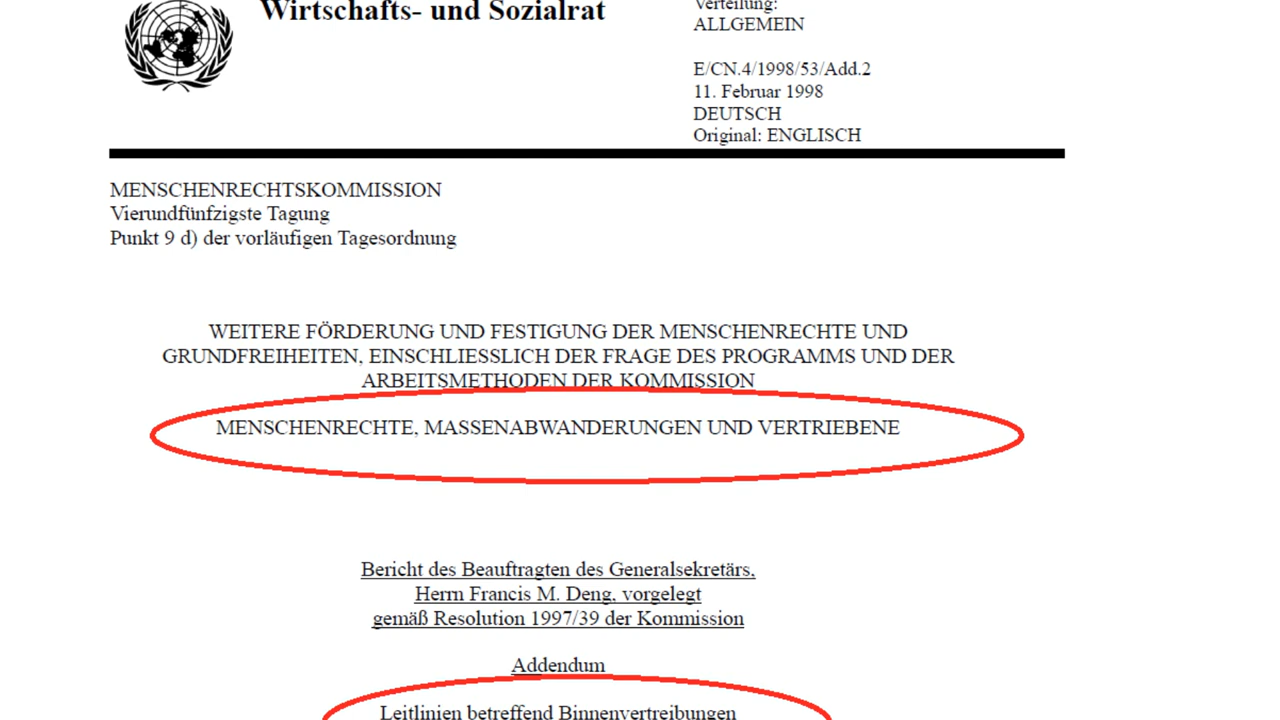 Wirtschafts- und Sozialrat
Verteilung:
ALLGEMEIN
E/CN.4/1998/53/Add.2
11. Februar 1998
DEUTSCH
Original: ENGLISCH
MENSCHENRECHTSKOMMISSION
Vierundfünfzigste Tagung
Punkt 9 d) der vorläufigen Tagesordnung
WEITERE FÖRDERUNG UND FESTIGUNG DER MENSCHENRECHTE UND
GRUNDFREIHEITEN, EINSCHLIESSLICH DER FRAGE DES PROGRAMMS UND DER
ARBEITSMETHODEN DER KOMMISSION
MENSCHENRECHTE, MASSENABWANDERUNGEN UND VERTRIEBENE
Bericht des Beauftragten des Generalsekretärs,
Herrn Francis M. Deng, vorgelegt
gemäß Resolution 1997/39 der Kommission
Addendum
Leitlinien betreffend Binnenvertreibungen